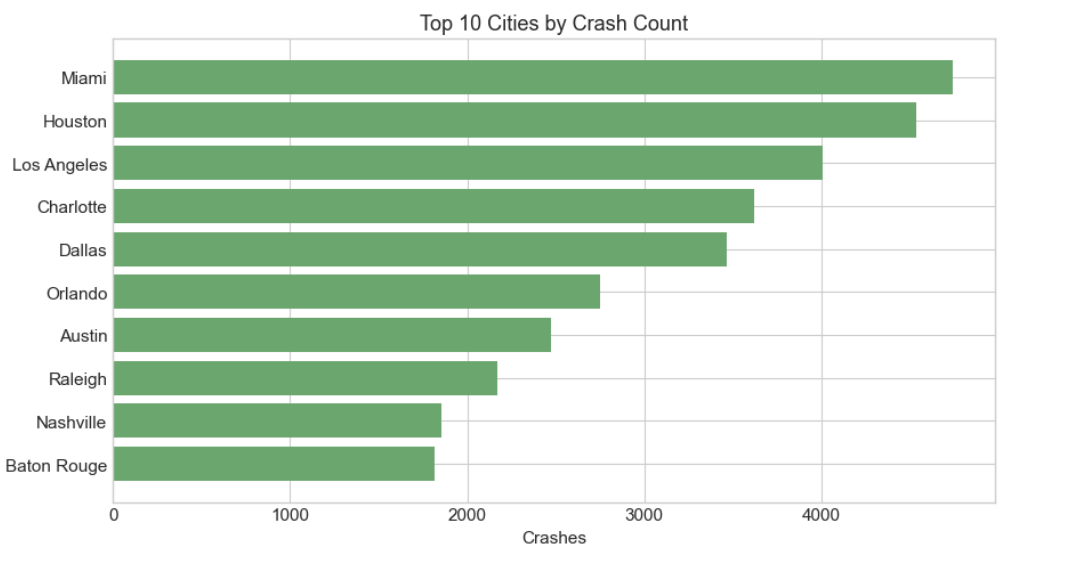 Top 10 Cities by Crash Count
Miami
Houston
Los Angeles
Charlotte
Dallas
Orlando
Austin
Raleigh
Nashville
Baton Rouge
0 1000 2000 3000 4000
Crashes